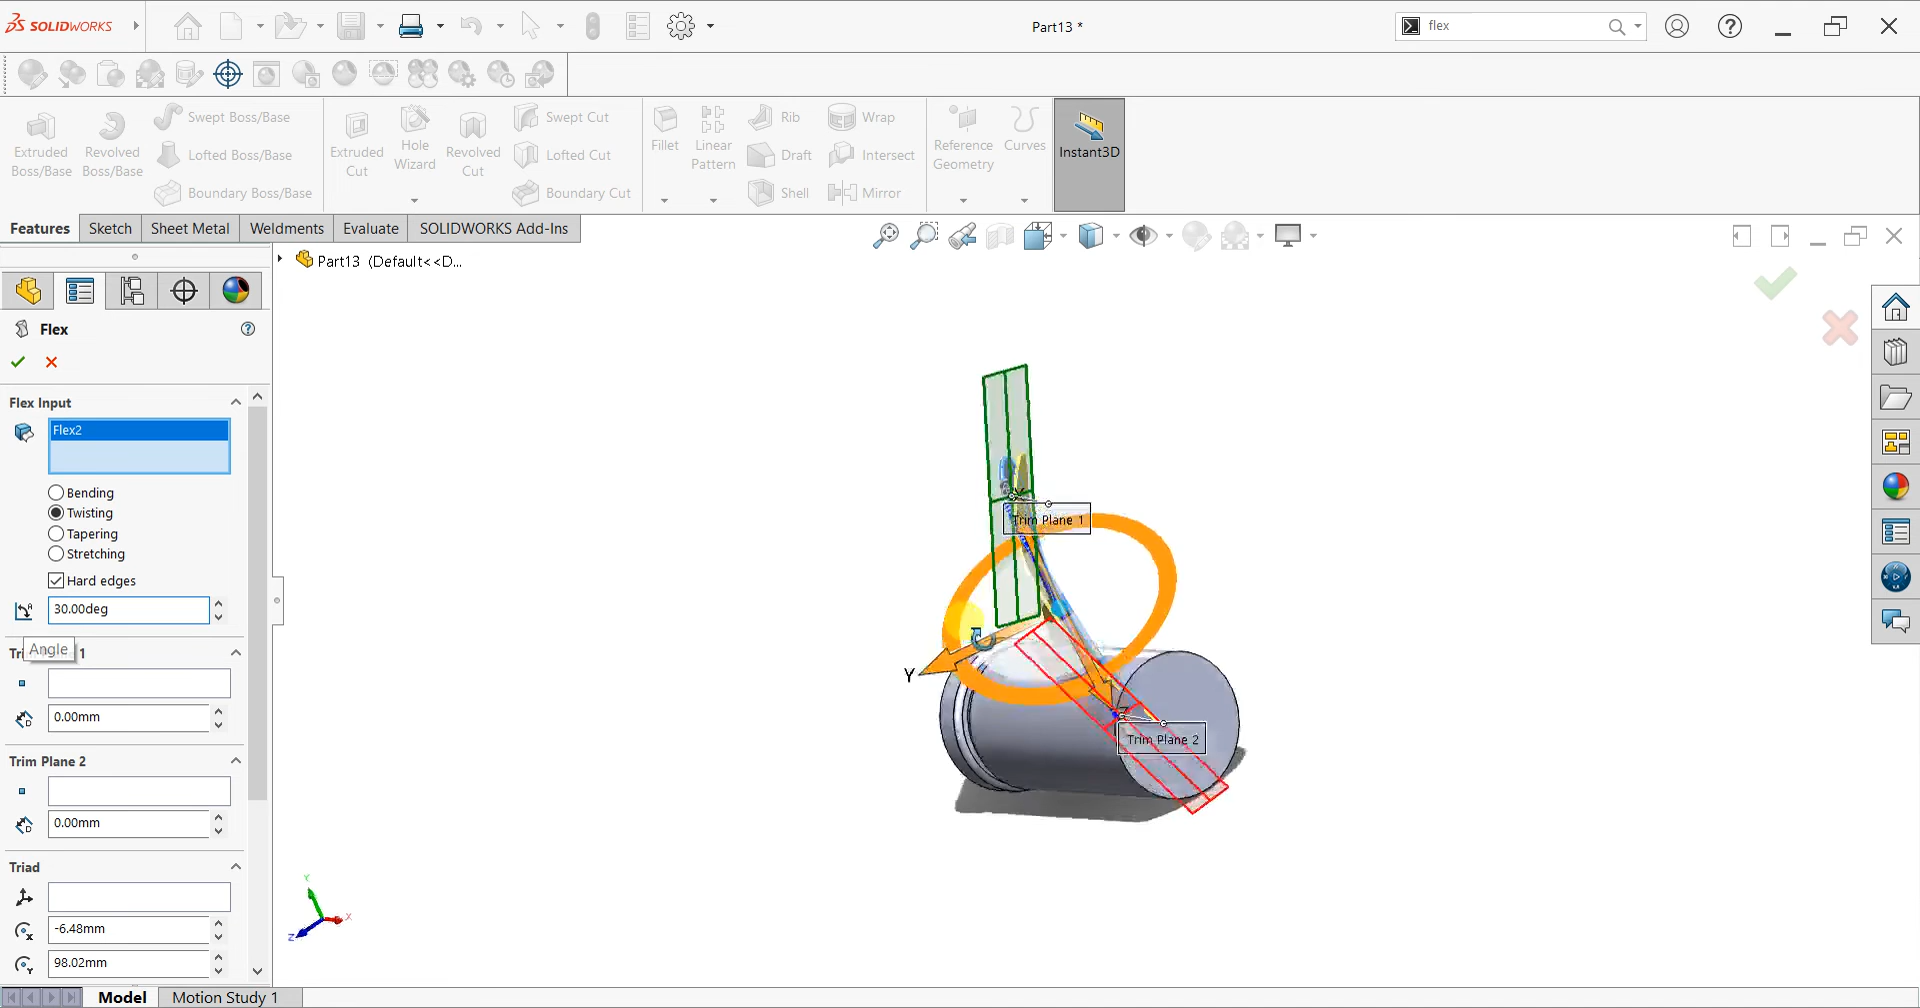 SOLIDWORKS
Part13 *
flex
Extruded Boss/Base
Revolved Boss/Base
Swept Boss/Base
Lofted Boss/Base
Boundary Boss/Base
Extruded Cut
Hole Wizard
Revolved Cut
Swept Cut
Lofted Cut
Boundary Cut
Fillet
Linear Pattern
Rib
Draft
Shell
Wrap
Intersect
Mirror
Reference Geometry
Curves
Instant3D
Features
Sketch
Sheet Metal
Weldments
Evaluate
SOLIDWORKS Add-Ins
Part13 (Default<<D...
Flex
Flex Input
Flex2
Bending
Twisting
Tapering
Stretching
Hard edges
30.00deg
Angle
Tri 1
0.00mm
Trim Plane 2
0.00mm
Triad
-6.48mm
98.02mm
Trim Plane 1
Y
Trim Plane 2
Y
X
Z
Model
Motion Study 1